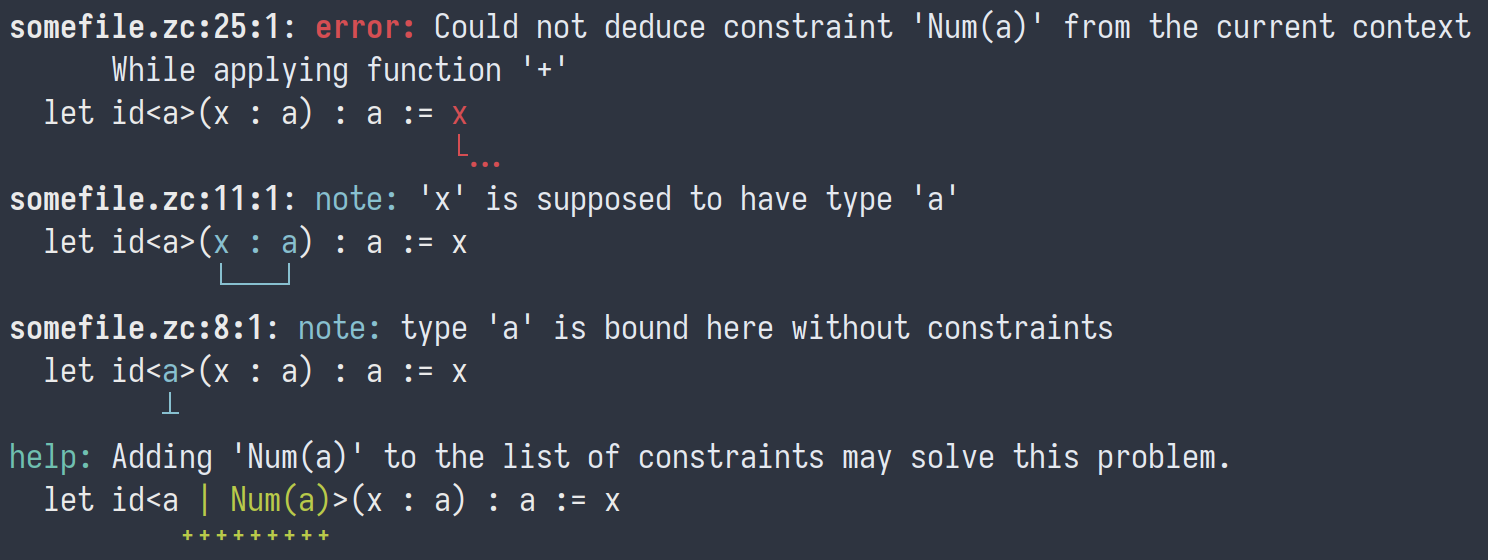 somefile.zc:25:1: error: Could not deduce constraint 'Num(a)' from the current context
While applying function '+'
let id<a>(x : a) : a := x
└...
somefile.zc:11:1: note: 'x' is supposed to have type 'a'
let id<a>(x : a) : a := x
somefile.zc:8:1: note: type 'a' is bound here without constraints
let id<a>(x : a) : a := x
help: Adding 'Num(a)' to the list of constraints may solve this problem.
let id<a | Num(a)>(x : a) : a := x
+++++++++